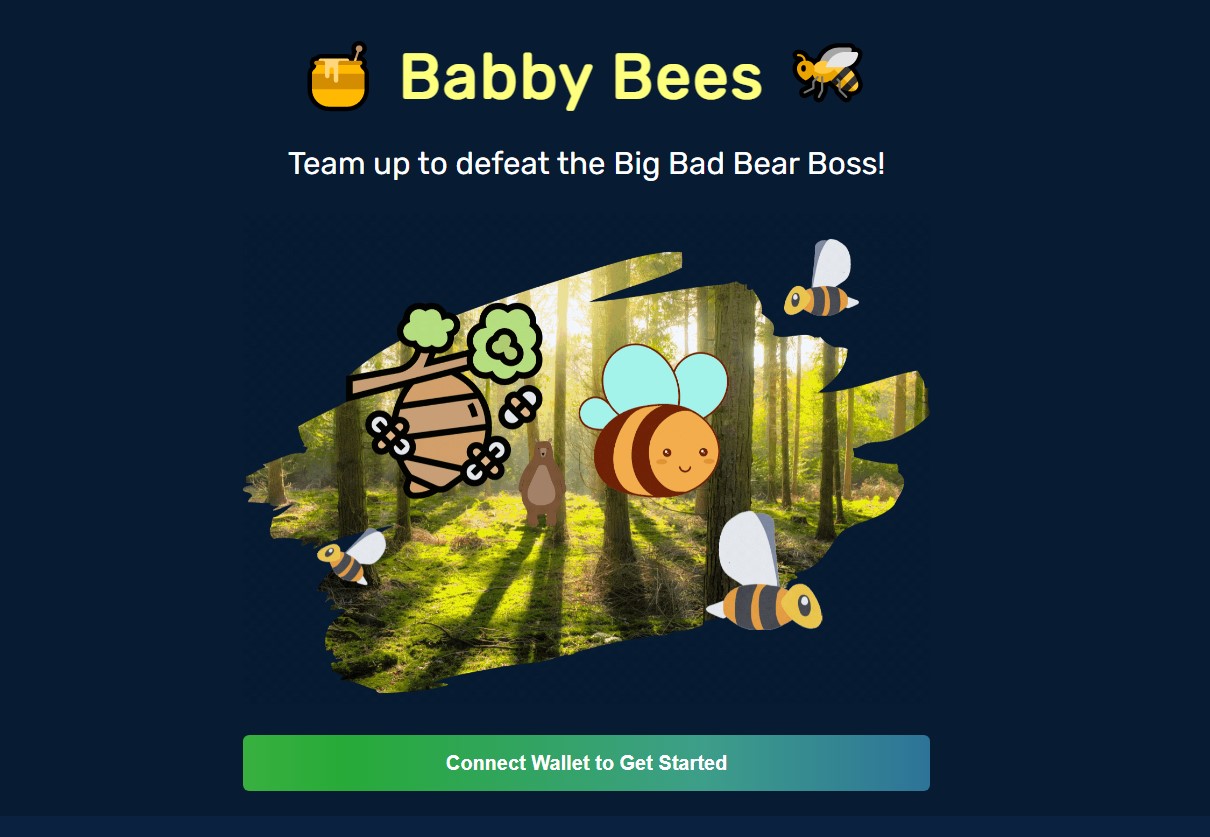 Babby Bees
Team up to defeat the Big Bad Bear Boss!
Connect Wallet to Get Started